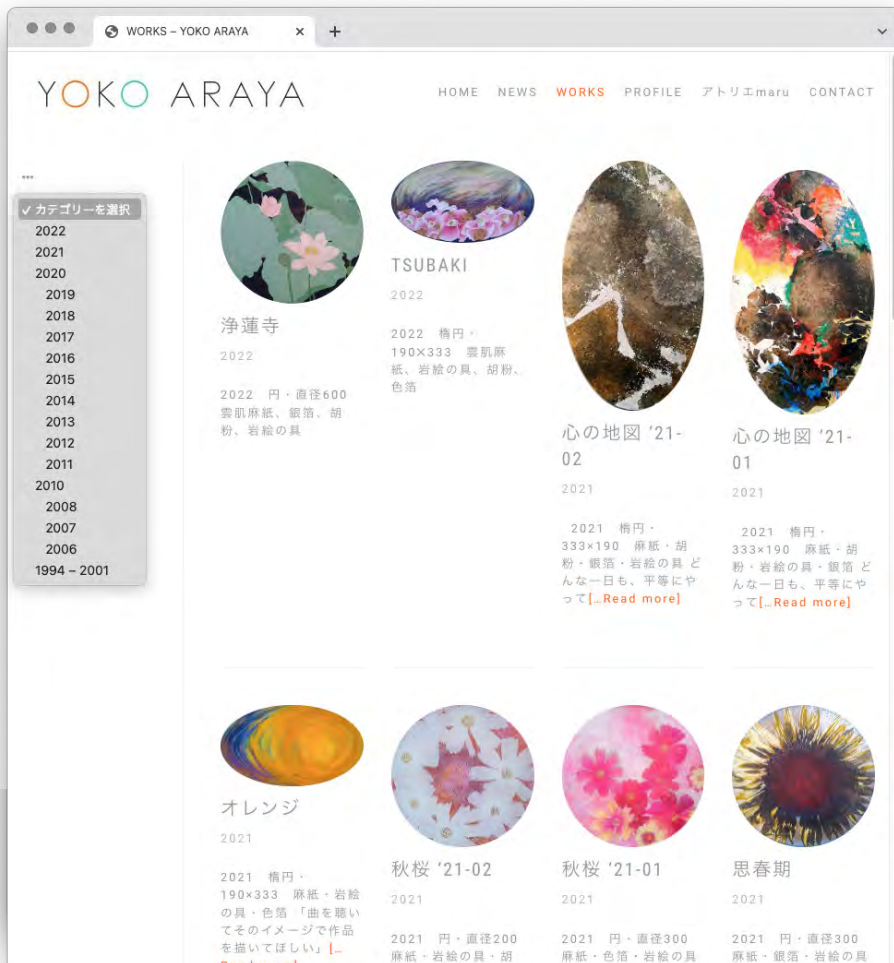 WORKS – YOKO ARAYA
YOKO ARAYA
HOME NEWS WORKS PROFILE アトリエmaru CONTACT
✓ カテゴリーを選択
2022
2021
2020
2019
2018
2017
2016
2015
2014
2013
2012
2011
2010
2008
2007
2006
1994 – 2001
浄蓮寺
2022
2022 円・直径600
雲肌麻紙、銀箔、胡
粉、岩絵の具
TSUBAKI
2022
2022 楕円・
190×333 雲肌麻
紙、岩絵の具、胡粉、
色箔
心の地図 ‘21-
02
2021
2021 楕円・
333×190 麻紙・胡
粉・銀箔・岩絵の具 ど
んな一日も、平等にや
って[…Read more]
心の地図 ‘21-
01
2021
2021 楕円・
333×190 麻紙・胡
粉・岩絵の具・銀箔 ど
んな一日も、平等にや
って[…Read more]
オレンジ
2021
2021 楕円・
190×333 麻紙・岩絵
の具・色箔 「曲を聴い
てそのイメージで作品
を描いてほしい」[…
秋桜 ‘21-02
2021
2021 円・直径200
麻紙・岩絵の具・胡
秋桜 ‘21-01
2021
2021 円・直径300
麻紙・色箔・岩絵の具
思春期
2021
2021 円・直径300
麻紙・銀箔・岩絵の具